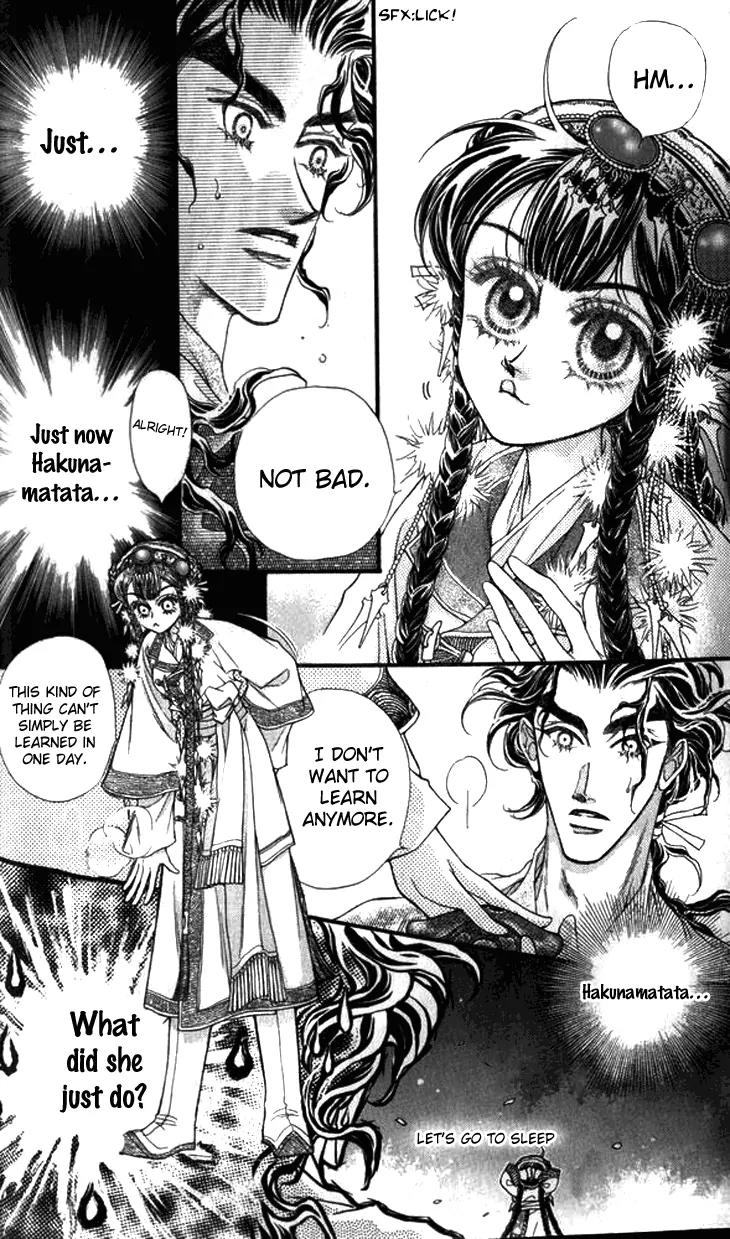 SFX:LICK!
HM...
NOT BAD.
Just...
ALRIGHT!
Just now
Hakuna-
matata...
I DON'T
WANT TO
LEARN
ANYMORE.
THIS KIND OF
THING CAN'T
SIMPLY BE
LEARNED IN
ONE DAY.
Hakunamatata...
What
did she
just do?
LET'S GO TO SLEEP